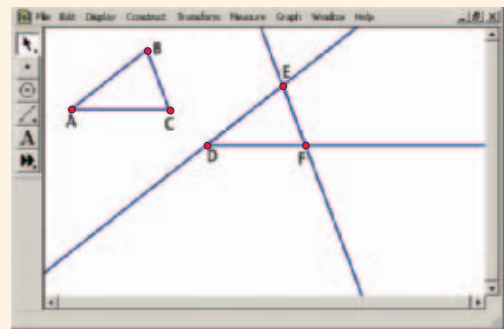 File Edit Display Construct Transform Measure Graph Window Help
B
E
A
C
A
D
F